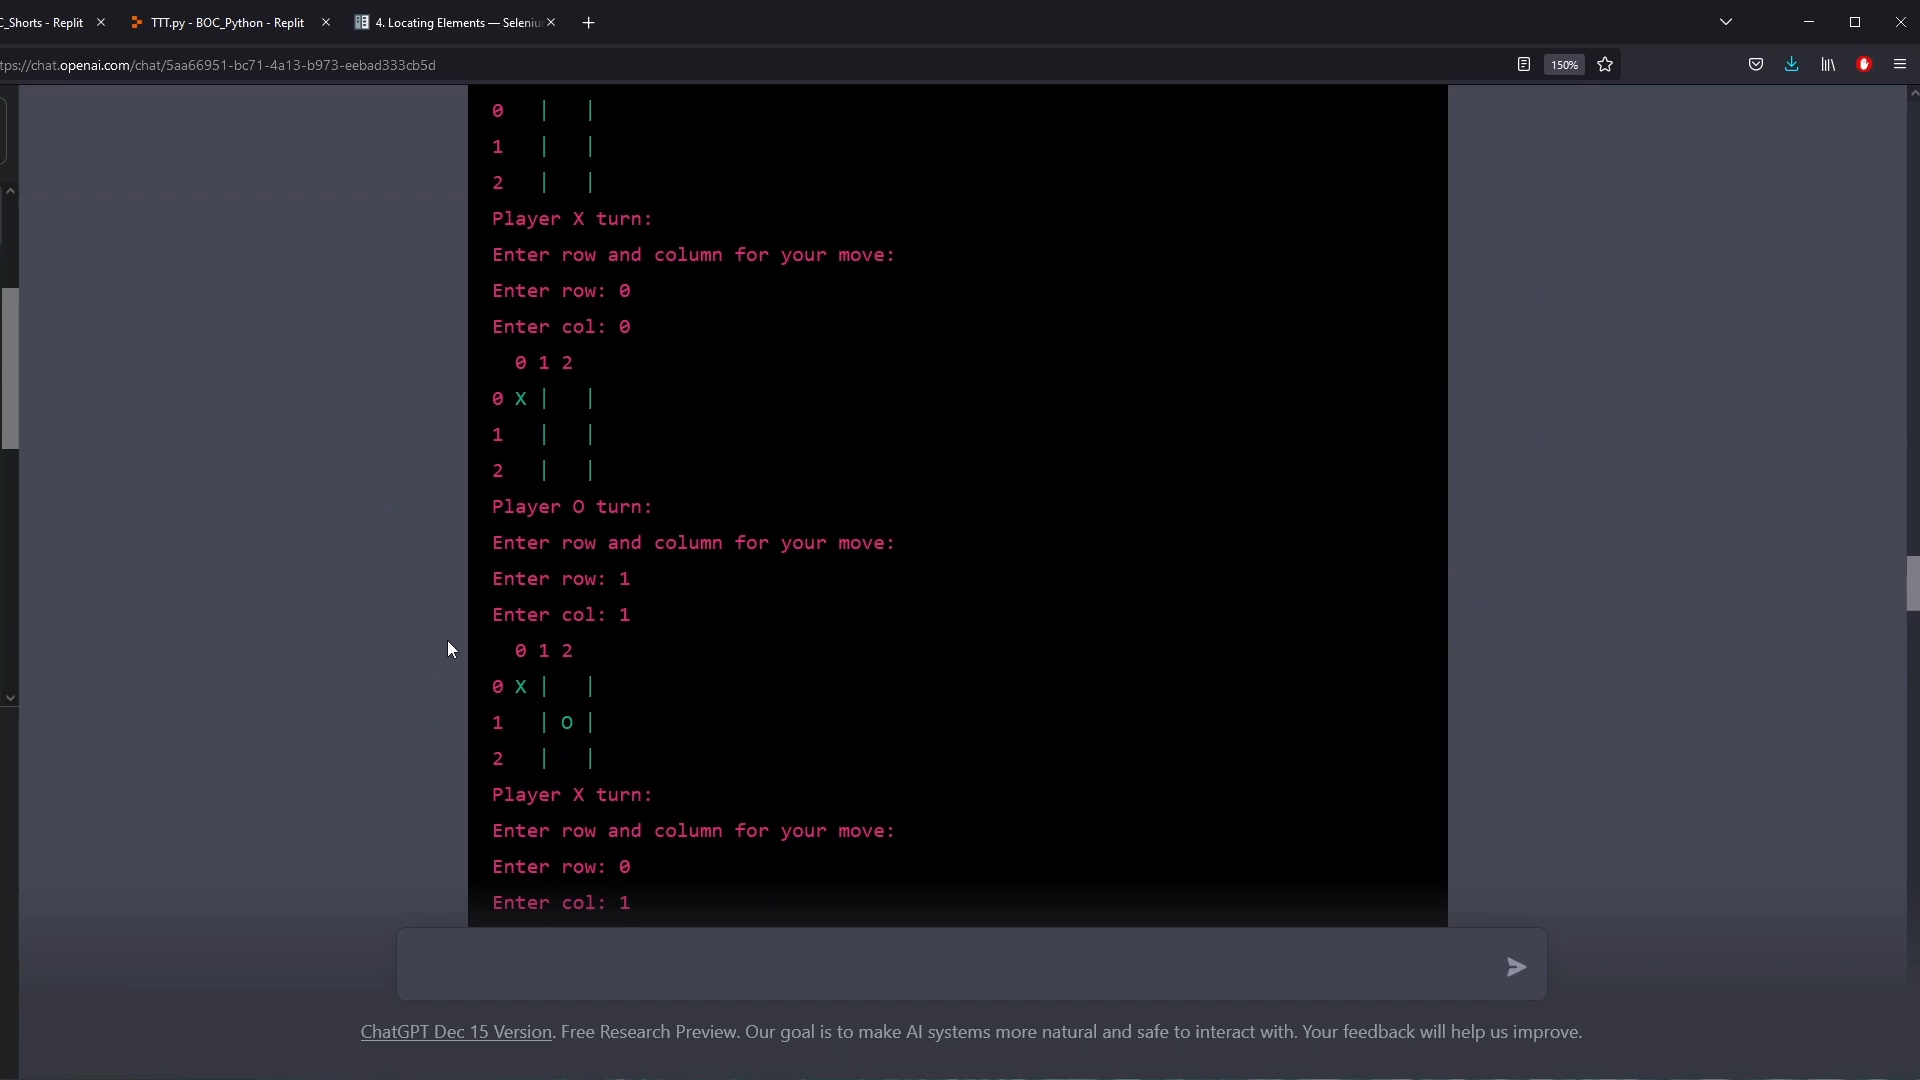 C_Shorts - Replit
TTT.py - BOC_Python - Replit
4. Locating Elements — Seleniu
tps://chat.openai.com/chat/5aa66951-bc71-4a13-b973-eebad333cb5d
150%
0 | |
1 | |
2 | |
Player X turn:
Enter row and column for your move:
Enter row: 0
Enter col: 0
0 1 2
0 X | |
1 | |
2 | |
Player O turn:
Enter row and column for your move:
Enter row: 1
Enter col: 1
0 1 2
0 X | |
1 | O |
2 | |
Player X turn:
Enter row and column for your move:
Enter row: 0
Enter col: 1
ChatGPT Dec 15 Version. Free Research Preview. Our goal is to make AI systems more natural and safe to interact with. Your feedback will help us improve.